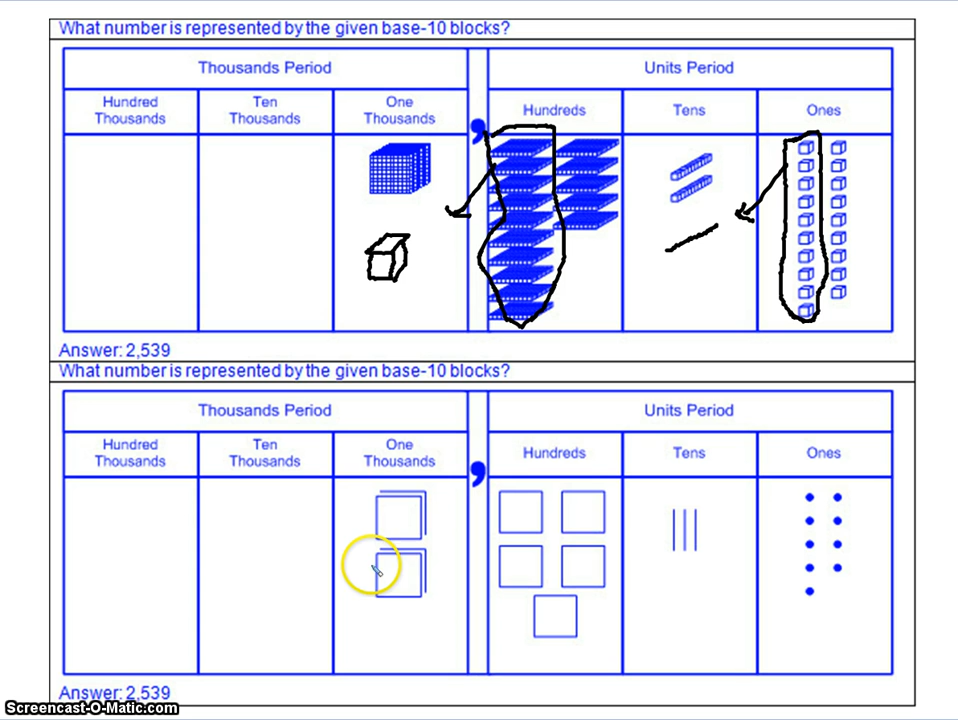 What number is represented by the given base-10 blocks?
Thousands Period
Units Period
Hundred Thousands
Ten Thousands
One Thousands
,
Hundreds
Tens
Ones
Answer: 2,539
What number is represented by the given base-10 blocks?
Thousands Period
Units Period
Hundred Thousands
Ten Thousands
One Thousands
,
Hundreds
Tens
Ones
Answer: 2,539
Screencast-O-Matic.com